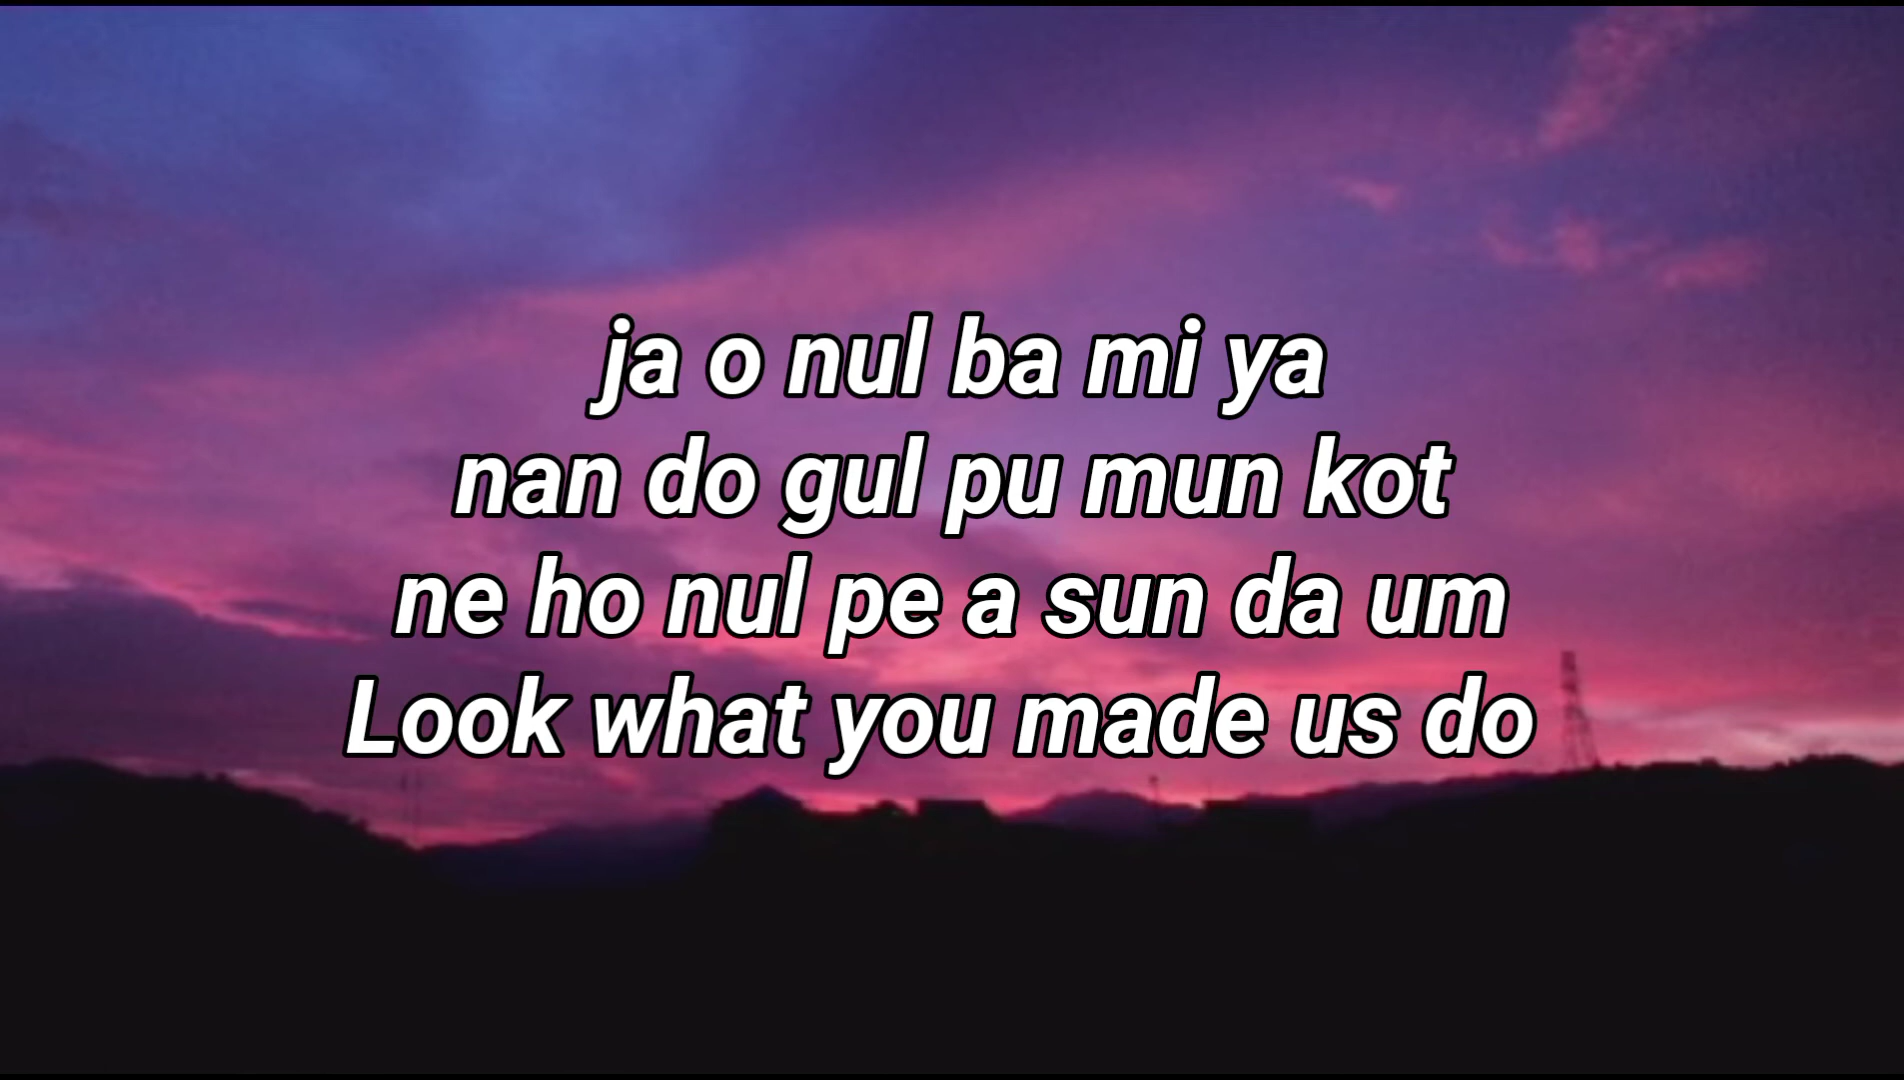 ja o nul ba mi ya
nan do gul pu mun kot
ne ho nul pe a sun da um
Look what you made us do